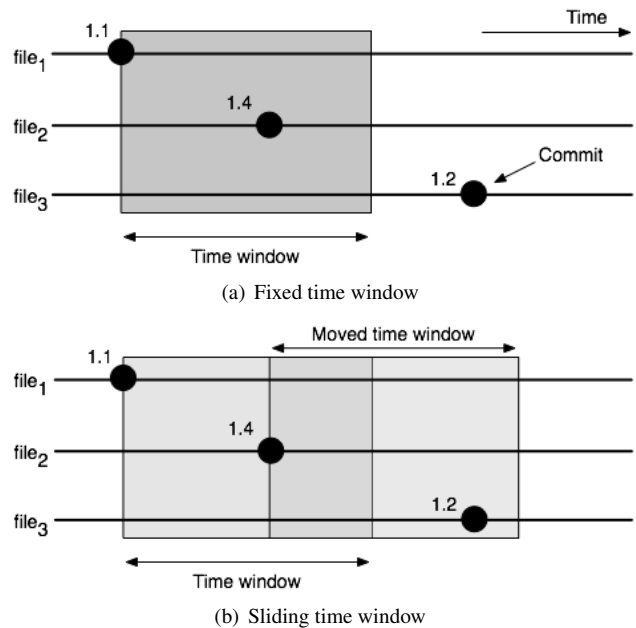 Time
1.1
file1
1.4
file2
Commit
1.2
file3
Time window
(a) Fixed time window
Moved time window
1.1
file1
1.4
file2
1.2
file3
Time window
(b) Sliding time window